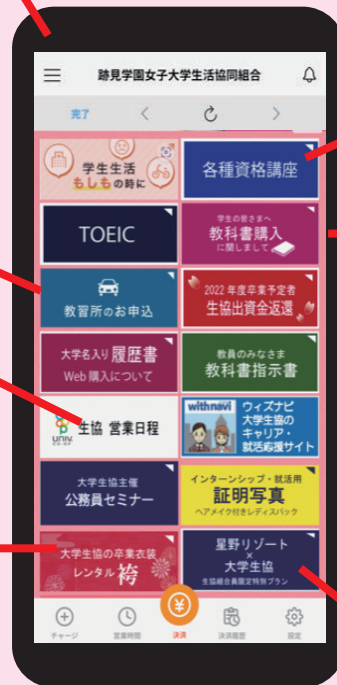 跡見学園女子大学生活協同組合
完了
学生生活
もしもの時に
各種資格講座
TOEIC
学生の皆さまへ
教科書購入
に関しまして
教習所のお申込
2022年度卒業予定者
生協出資金返還
大学名入り履歴書
Web購入について
教員のみなさま
教科書指示書
univ.
CO-OP
生協 営業日程
withnavi
ウィズナビ
大学生協の
キャリア・
就活応援サイト
大学生協主催
公務員セミナー
インターンシップ・就活用
証明写真
ヘアメイク付きレディスパック
大学生協の卒業衣装
レンタル袴
星野リゾート
×
大学生協
生協組合員限定特別プラン
チャージ
営業時間
¥
決済
決済履歴
設定